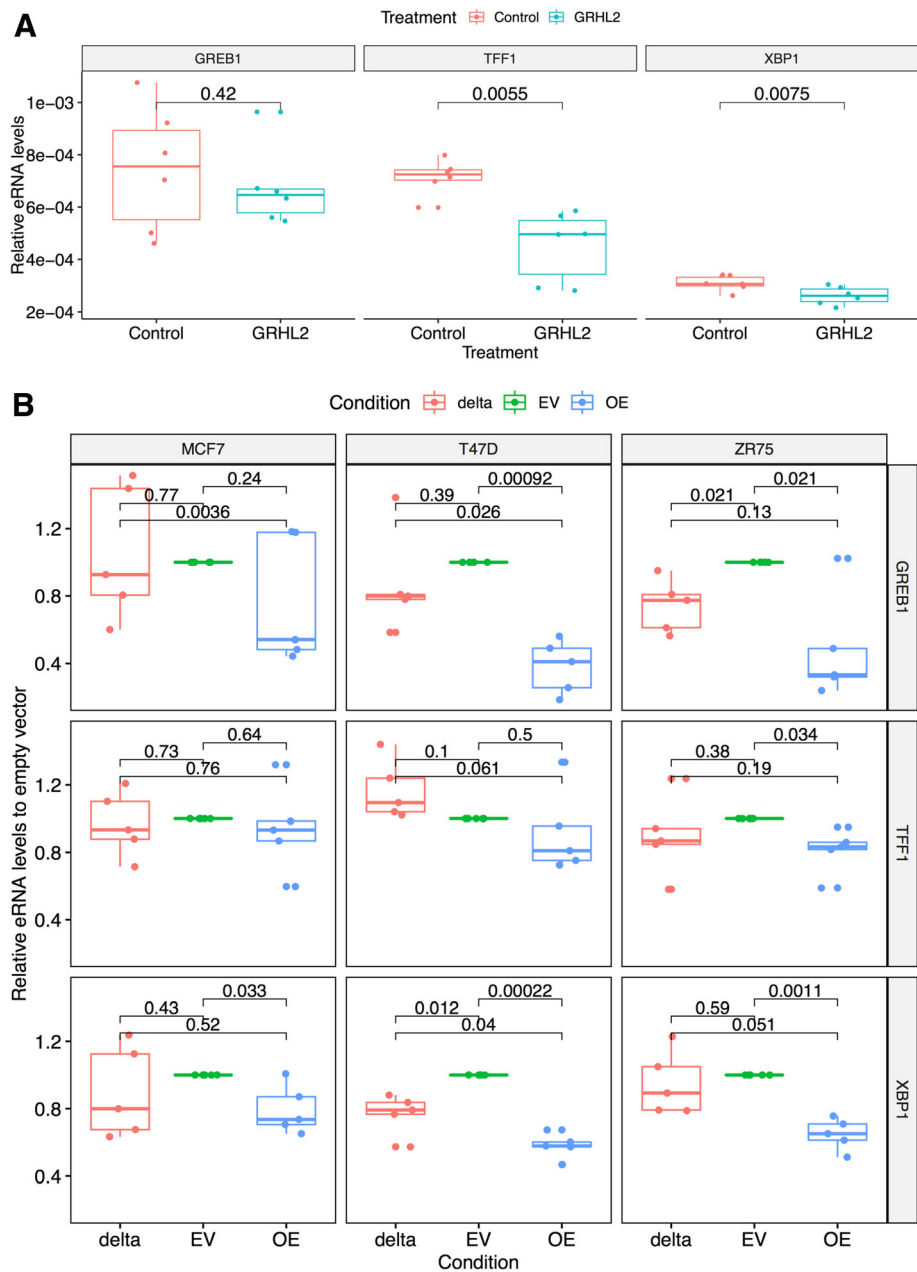 A
Treatment Control GRHL2
GREB1 TFF1 XBP1
Relative eRNA levels
1e-03
8e-04
6e-04
4e-04
2e-04
0.42
0.0055
0.0075
Control GRHL2 Control GRHL2 Control GRHL2
Treatment
B
Condition delta EV OE
MCF7 T47D ZR75
Relative eRNA levels to empty vector
1.2
0.8
0.4
0.24
0.77
0.0036
0.00092
0.39
0.026
0.021
0.021
0.13
GREB1
1.2
0.8
0.4
0.64
0.73
0.76
0.5
0.1
0.061
0.034
0.38
0.19
TFF1
1.2
0.8
0.4
0.033
0.43
0.52
0.00022
0.012
0.04
0.0011
0.59
0.051
XBP1
delta EV OE delta EV OE delta EV OE
Condition